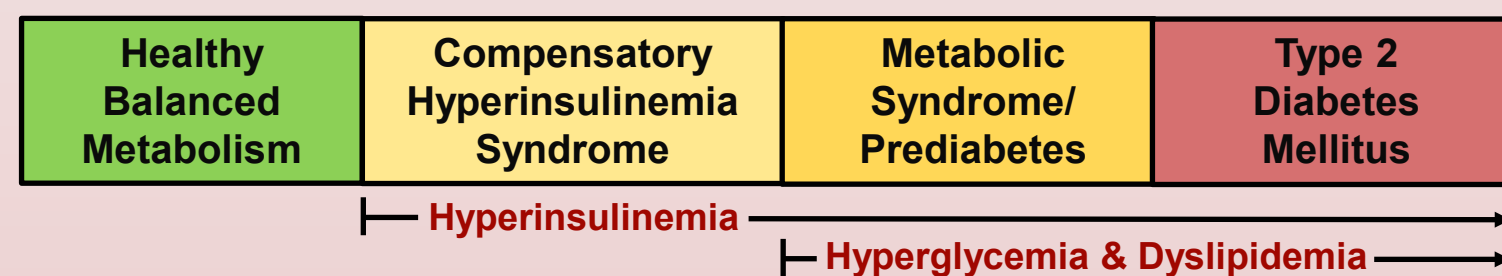 Healthy
Balanced
Metabolism
Compensatory
Hyperinsulinemia
Syndrome
Metabolic
Syndrome/
Prediabetes
Type 2
Diabetes
Mellitus
Hyperinsulinemia
Hyperglycemia & Dyslipidemia